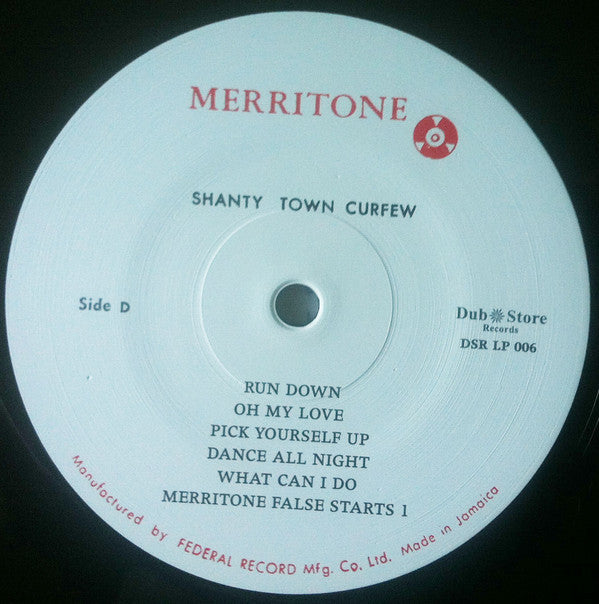 MERRITONE
SHANTY TOWN CURFEW
Side D
Dub Store
Records
DSR LP 006
RUN DOWN
OH MY LOVE
PICK YOURSELF UP
DANCE ALL NIGHT
WHAT CAN I DO
MERRITONE FALSE STARTS 1
Manufactured by FEDERAL RECORD Mfg. Co. Ltd. Made in Jamaica